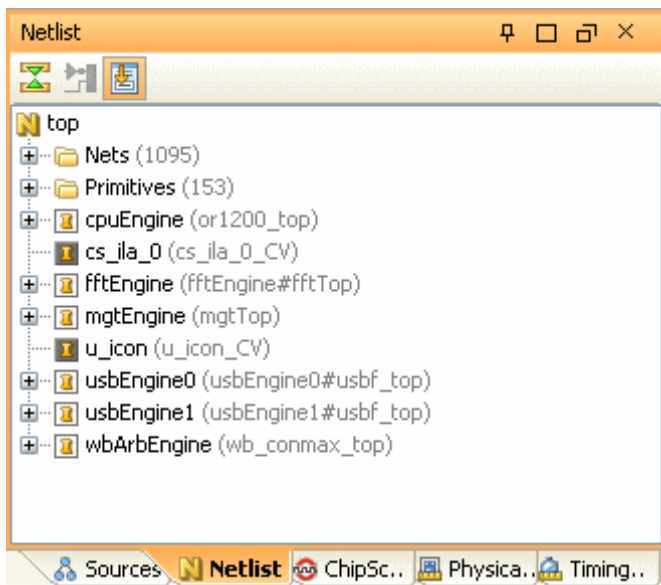 Netlist
top
Nets (1095)
Primitives (153)
cpuEngine (or1200_top)
cs_ila_0 (cs_ila_0_CV)
fftEngine (fftEngine#fftTop)
mgtEngine (mgtTop)
u_icon (u_icon_CV)
usbEngine0 (usbEngine0#usbf_top)
usbEngine1 (usbEngine1#usbf_top)
wbArbEngine (wb_conmax_top)
Sources Netlist ChipSc.. Physica.. Timing..